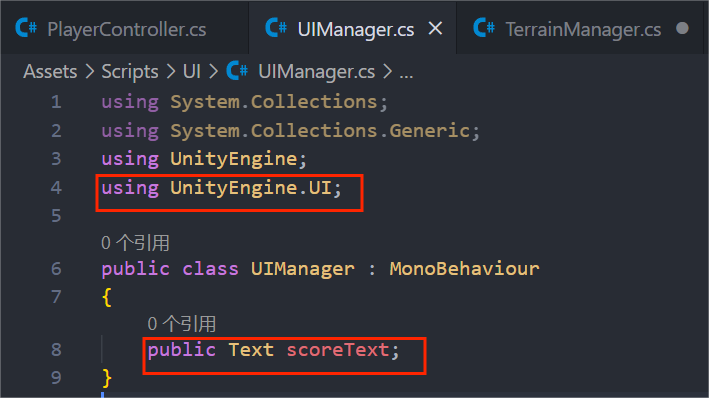 PlayerController.cs UIManager.cs TerrainManager.cs
Assets > Scripts > UI > UIManager.cs > ...
1 using System.Collections;
2 using System.Collections.Generic;
3 using UnityEngine;
4 using UnityEngine.UI;
5
0 个引用
6 public class UIManager : MonoBehaviour
7 {
0 个引用
8 public Text scoreText;
9 }